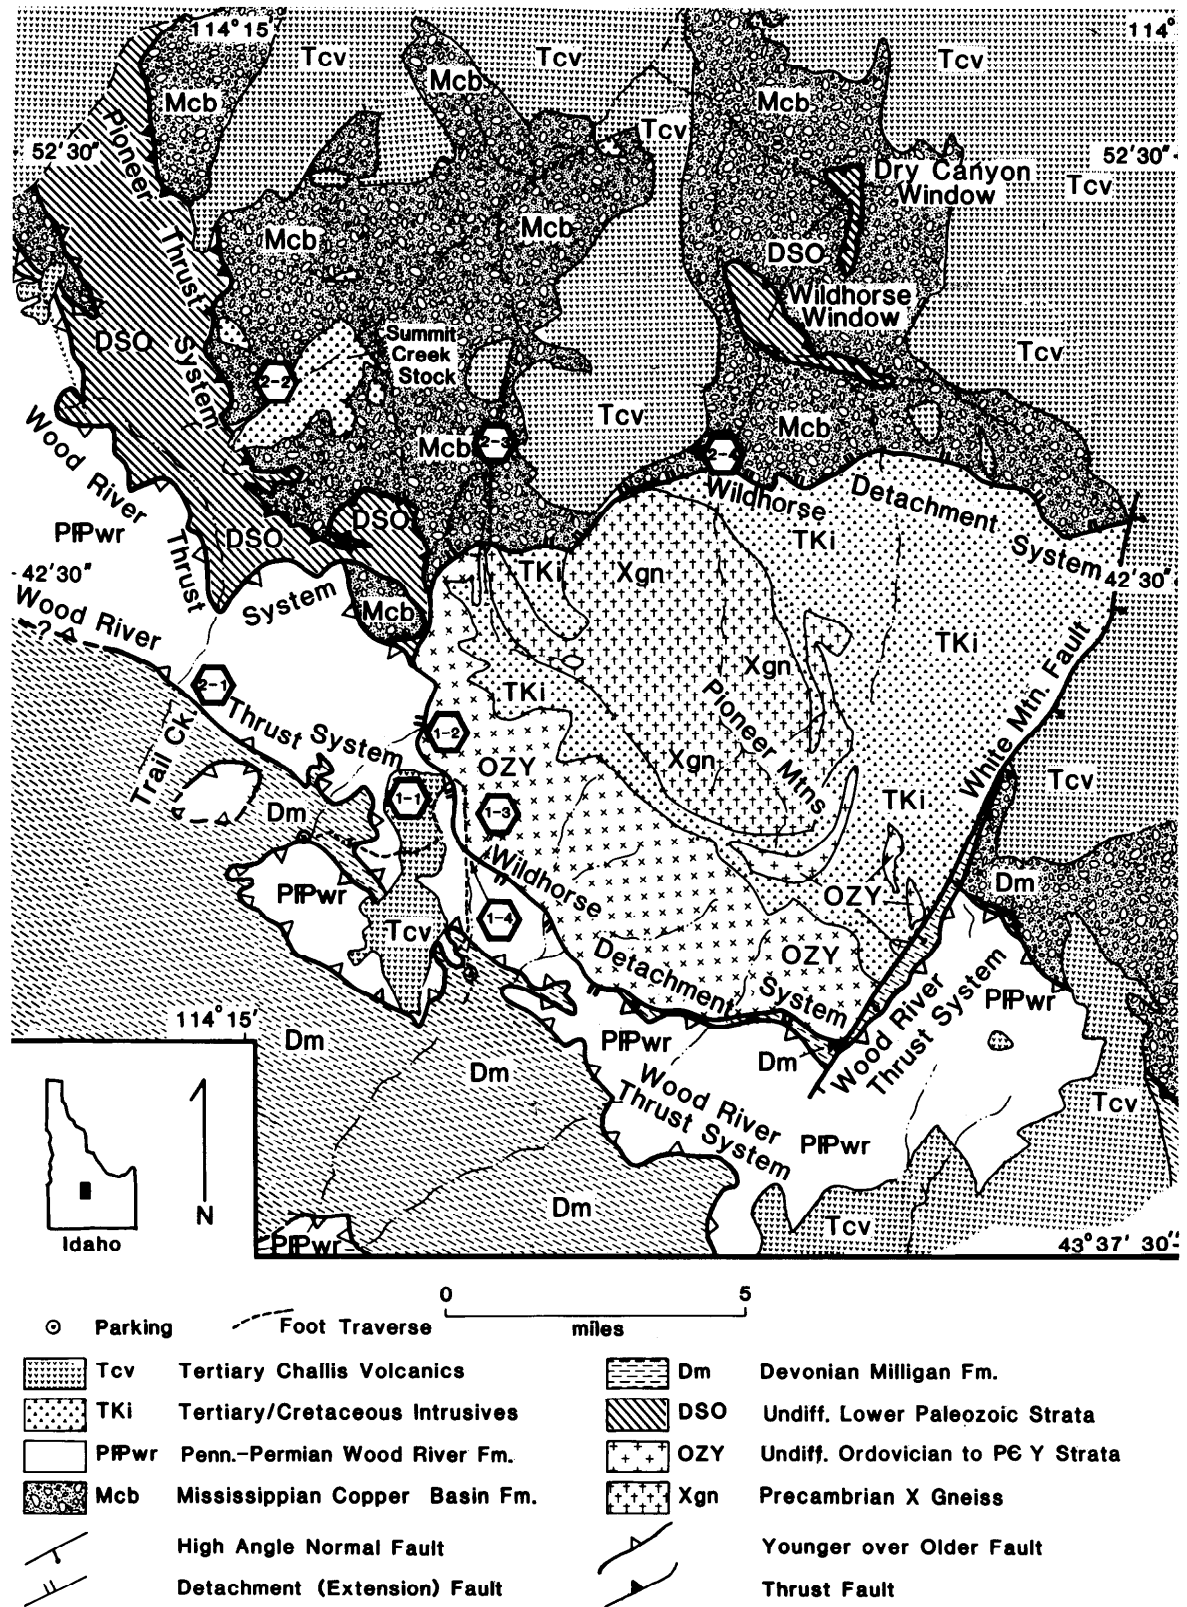 114° 15'
114°
Tcv
Tcv
Tcv
Mcb
Mcb
Mcb
Tcv
52' 30"
52' 30"
Pioneer Thrust System
Dry Canyon
Window
Tcv
Mcb
Mcb
DSO
Wildhorse
Window
DSO
Summit
Creek
Stock
Tcv
2-2
Tcv
Mcb
2-3
Mcb
2-4
Wood River Thrust System
Wildhorse Detachment System
PIPwr
DSO
DSO
TKi
TKi
Xgn
42' 30"
42' 30"
Mcb
Wood River Thrust System
?
TKi
Xgn
2-1
TKi
Pioneer Mtns
White Mtn. Fault
1-2
Trail Ck.
OZY
Xgn
Tcv
1-1
1-3
TKi
Dm
Wildhorse Detachment System
PIPwr
OZY
Dm
Tcv
1-4
OZY
Wood River
Thrust System
PIPwr
114° 15'
Dm
PIPwr
Dm
Dm
Wood River
Thrust System
Tcv
PIPwr
Dm
Tcv
PIPwr
43° 37' 30"
N
Idaho
0 5
miles
Parking
Foot Traverse
Tcv Tertiary Challis Volcanics
TKi Tertiary/Cretaceous Intrusives
PIPwr Penn.-Permian Wood River Fm.
Mcb Mississippian Copper Basin Fm.
High Angle Normal Fault
Detachment (Extension) Fault
Dm Devonian Milligan Fm.
DSO Undiff. Lower Paleozoic Strata
OZY Undiff. Ordovician to PЄ Y Strata
Xgn Precambrian X Gneiss
Younger over Older Fault
Thrust Fault